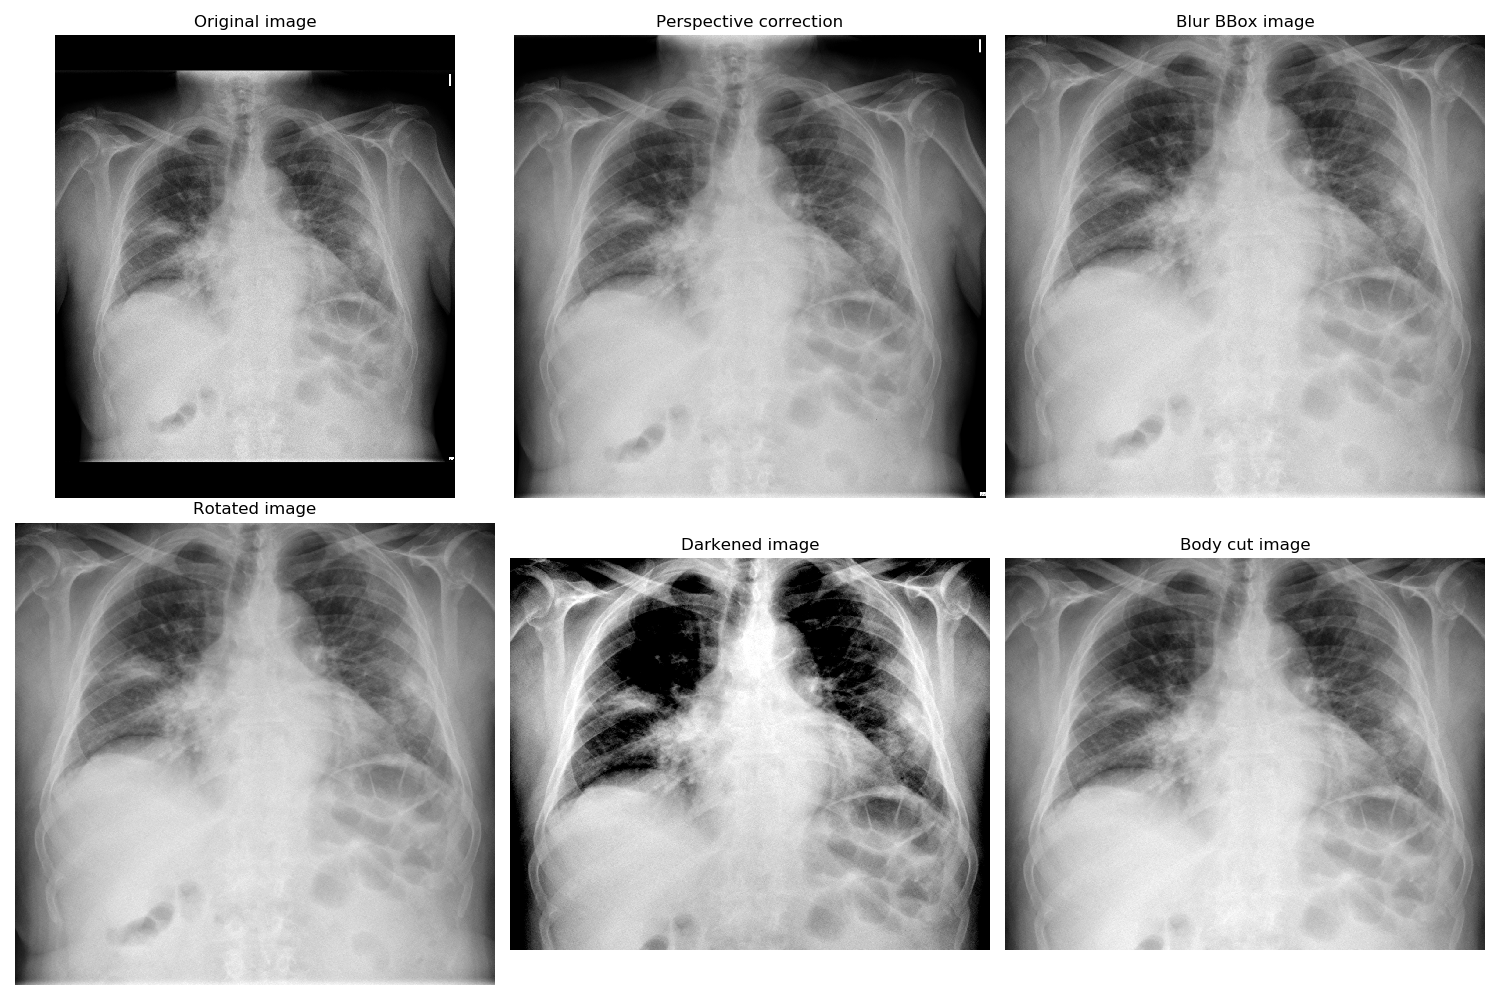 Original image
Perspective correction
Blur BBox image
Rotated image
Darkened image
Body cut image